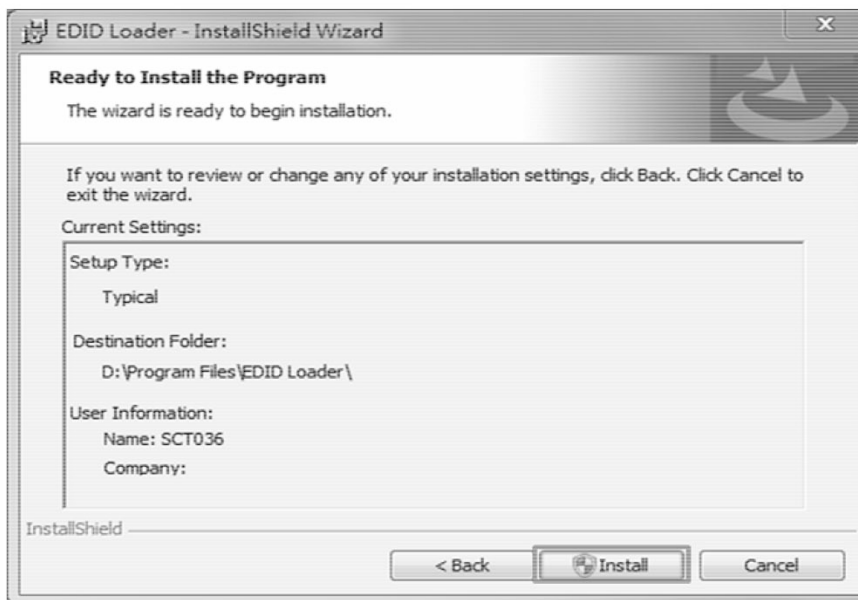 EDID Loader - InstallShield Wizard
Ready to Install the Program
The wizard is ready to begin installation.
If you want to review or change any of your installation settings, click Back. Click Cancel to
exit the wizard.
Current Settings:
Setup Type:
Typical
Destination Folder:
D:\Program Files\EDID Loader\
User Information:
Name: SCT036
Company:
InstallShield
< Back
Install
Cancel